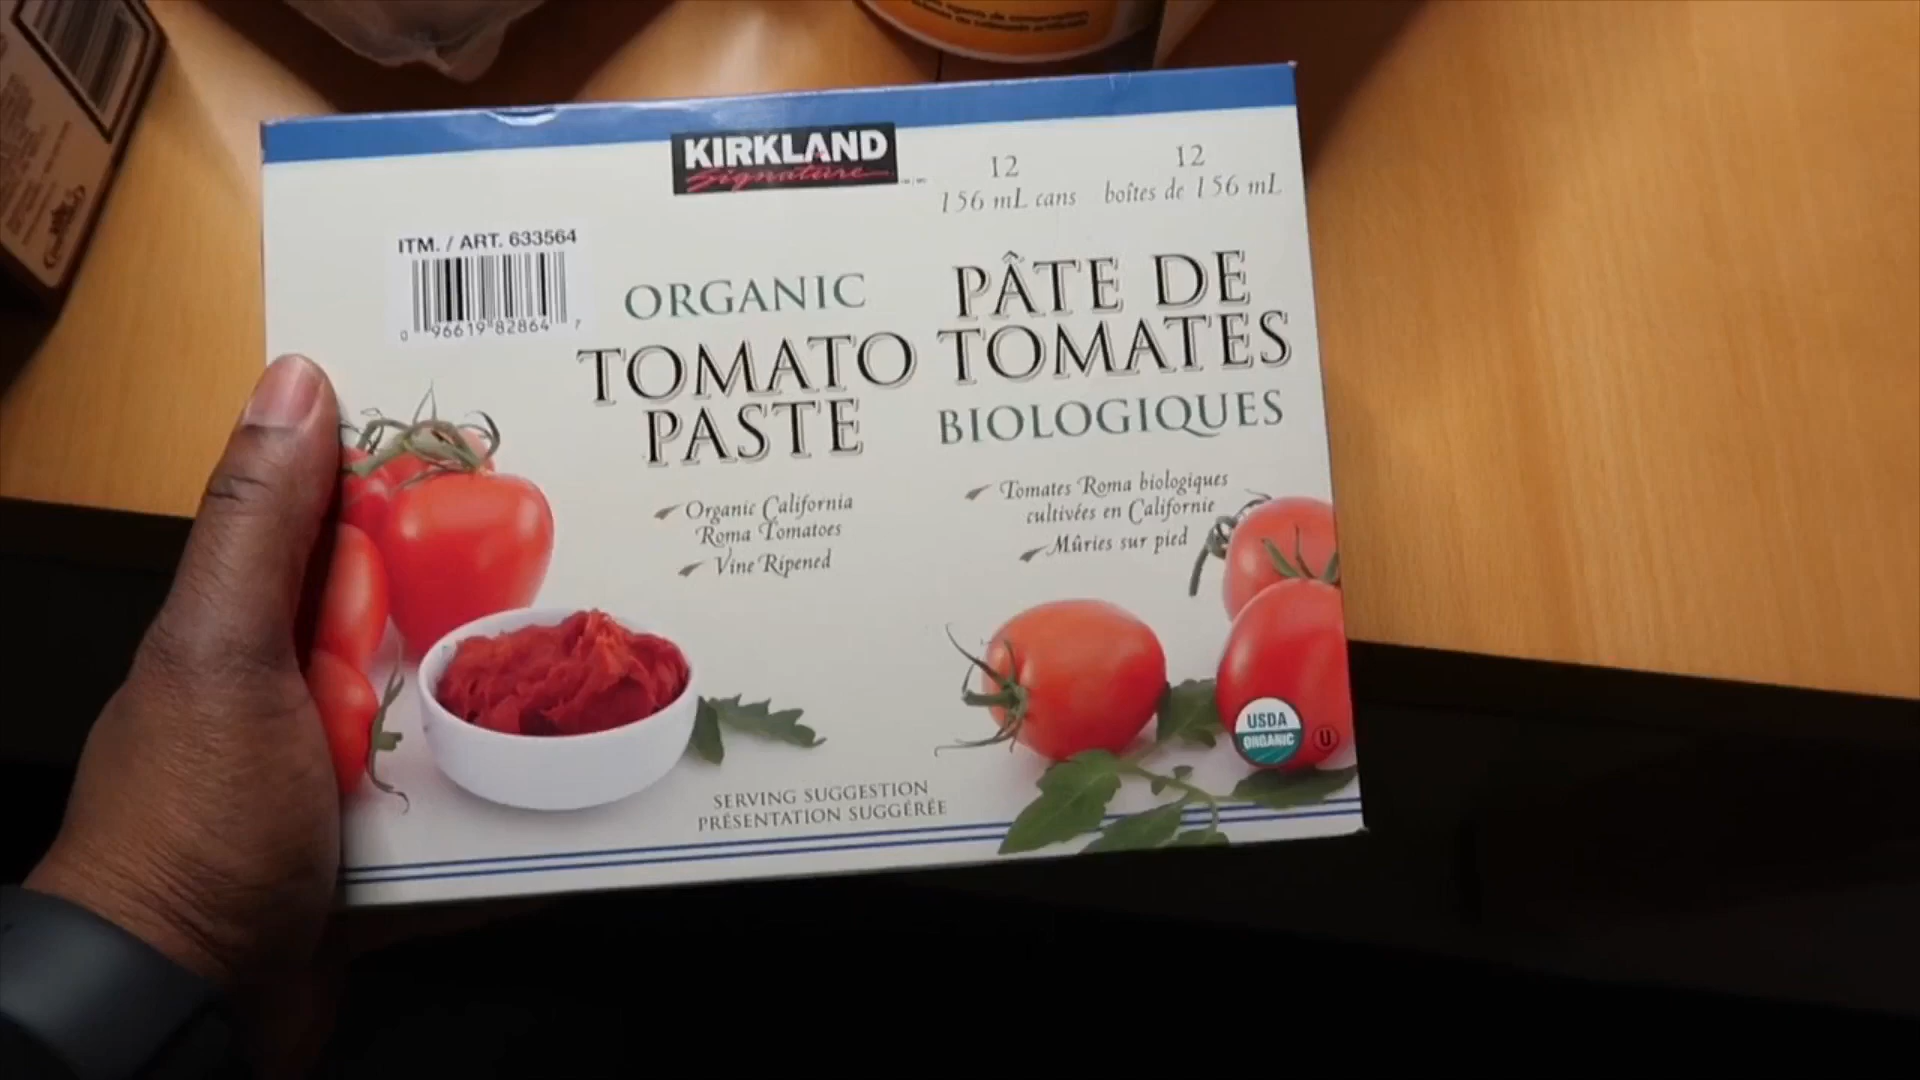 KIRKLAND
Signature
12
156 mL cans
12
boîtes de 156 mL
ITM. / ART. 633564
0 96619 82864 7
ORGANIC
TOMATO
PASTE
Organic California
Roma Tomatoes
Vine Ripened
PÂTE DE
TOMATES
BIOLOGIQUES
Tomates Roma biologiques
cultivées en Californie
Mûries sur pied
USDA
ORGANIC
U
SERVING SUGGESTION
PRÉSENTATION SUGGÉRÉE